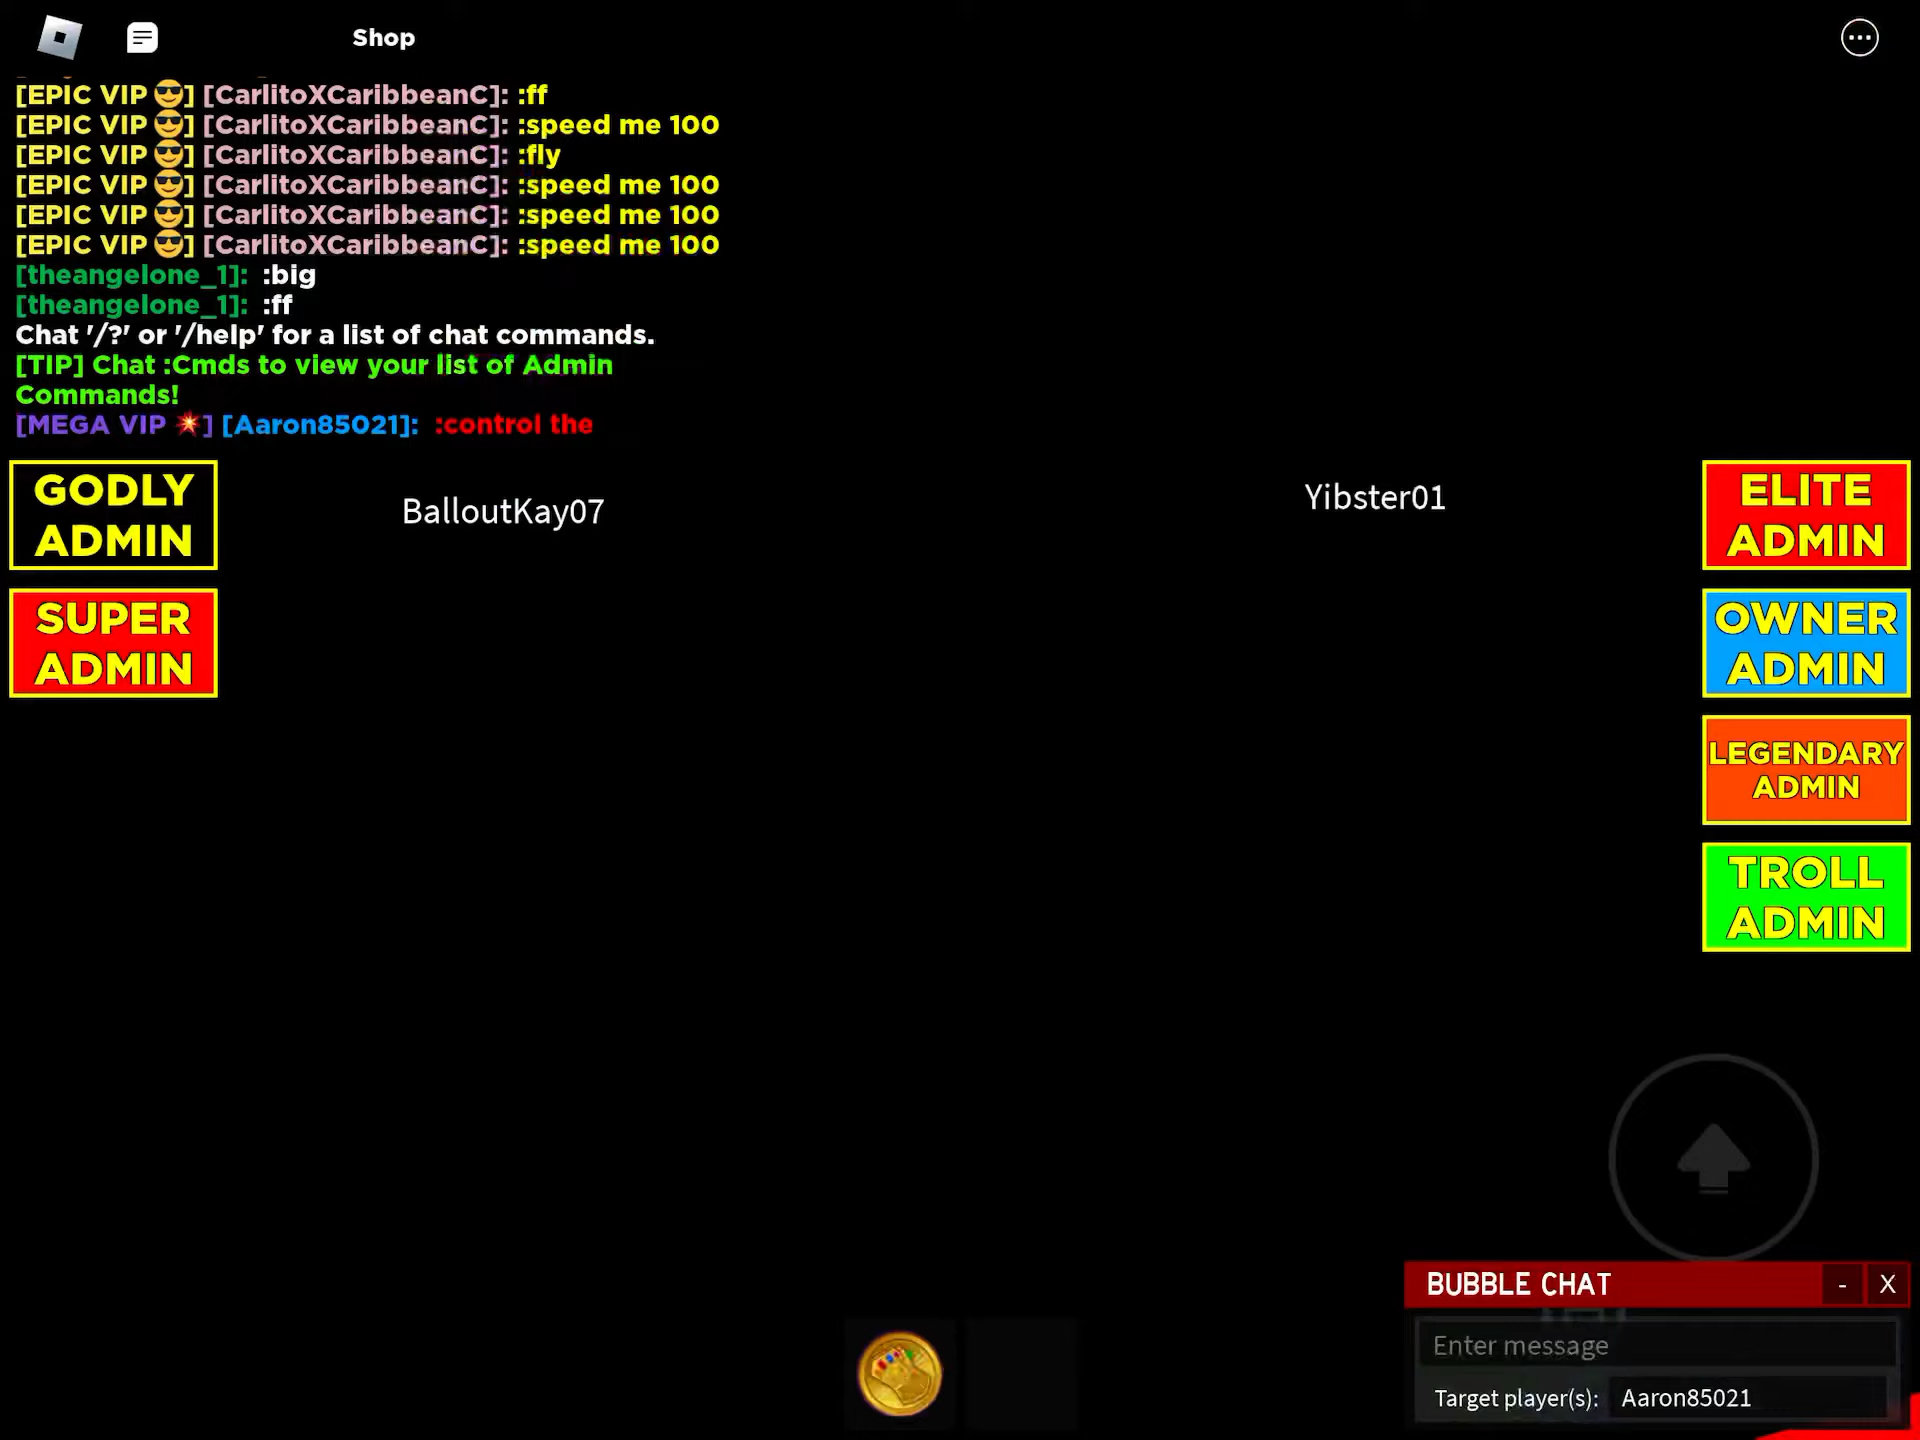 Shop
[EPIC VIP 😎] [CarlitoXCaribbeanC]: :ff
[EPIC VIP 😎] [CarlitoXCaribbeanC]: :speed me 100
[EPIC VIP 😎] [CarlitoXCaribbeanC]: :fly
[EPIC VIP 😎] [CarlitoXCaribbeanC]: :speed me 100
[EPIC VIP 😎] [CarlitoXCaribbeanC]: :speed me 100
[EPIC VIP 😎] [CarlitoXCaribbeanC]: :speed me 100
[theangelone_1]: :big
[theangelone_1]: :ff
Chat '/?' or '/help' for a list of chat commands.
[TIP] Chat :Cmds to view your list of Admin
Commands!
[MEGA VIP 💥] [Aaron85021]: :control the
GODLY
ADMIN
SUPER
ADMIN
BalloutKay07
Yibster01
ELITE
ADMIN
OWNER
ADMIN
LEGENDARY
ADMIN
TROLL
ADMIN
BUBBLE CHAT - X
Enter message
Target player(s): Aaron85021